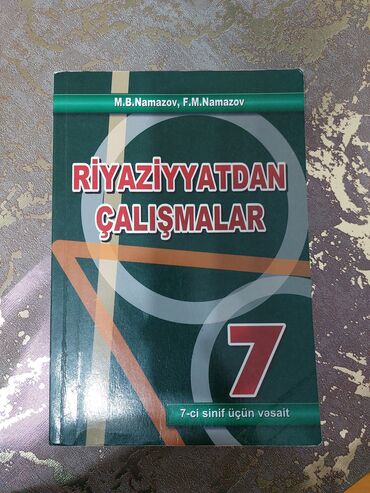 M.B.Namazov, F.M.Namazov
RİYAZİYYATDAN
ÇALIŞMALAR
7
7-ci sinif üçün vəsait